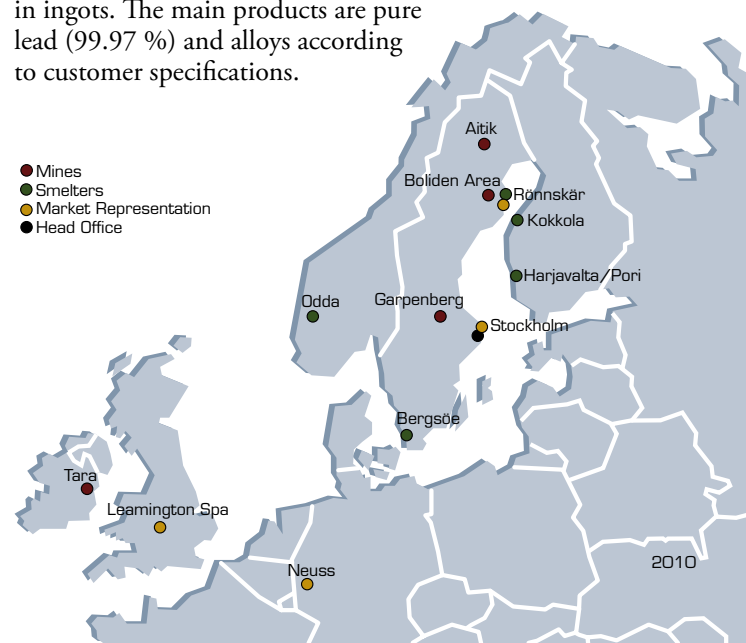 in ingots. The main products are pure
lead (99.97 %) and alloys according
to customer specifications.
Mines
Smelters
Market Representation
Head Office
Aitik
Boliden Area
Rönnskär
Kokkola
Harjavalta/Pori
Odda
Garpenberg
Stockholm
Bergsöe
Tara
Leamington Spa
Neuss
2010